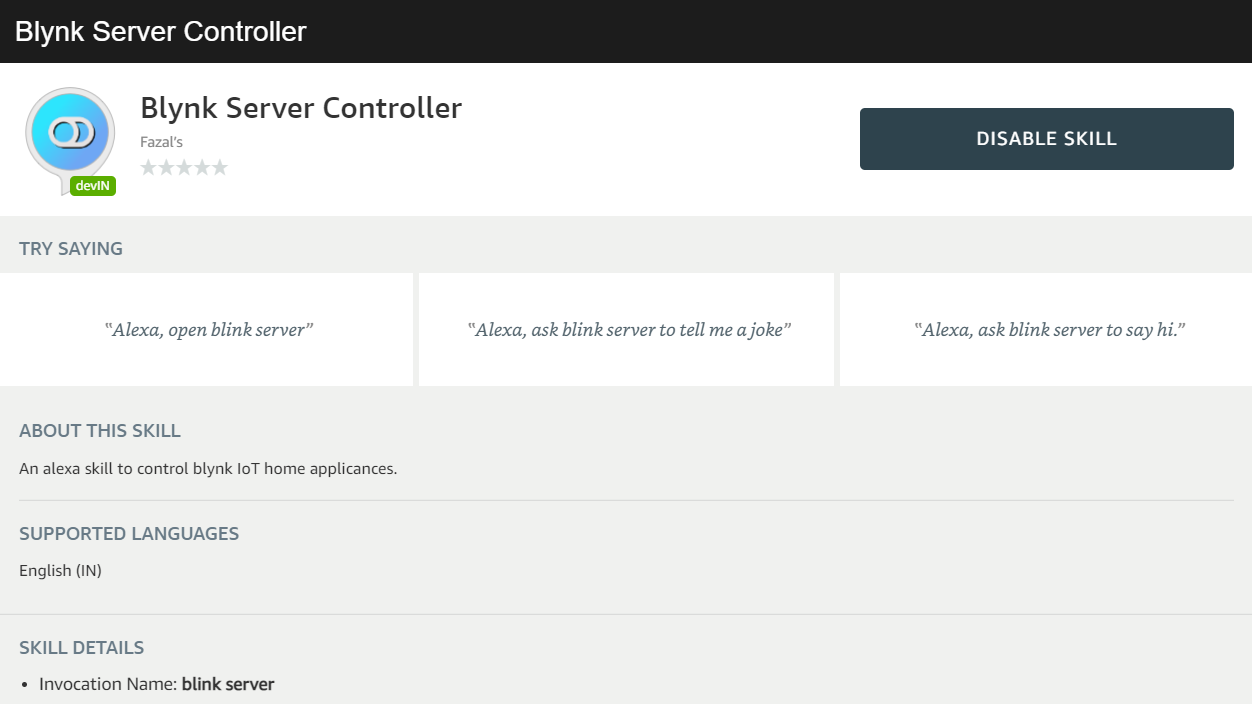 Blynk Server Controller
Blynk Server Controller
Fazal's
devIN
DISABLE SKILL
TRY SAYING
“Alexa, open blink server”
“Alexa, ask blink server to tell me a joke”
“Alexa, ask blink server to say hi.”
ABOUT THIS SKILL
An alexa skill to control blynk IoT home applicances.
SUPPORTED LANGUAGES
English (IN)
SKILL DETAILS
• Invocation Name: blink server